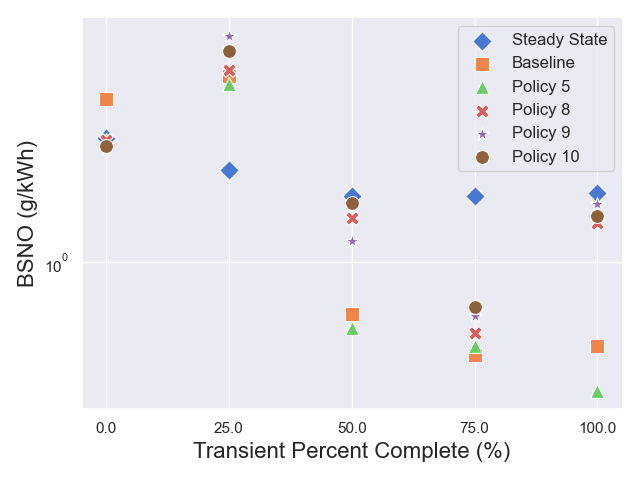 Steady State
Baseline
Policy 5
Policy 8
Policy 9
Policy 10
BSNO (g/kWh)
10⁰
0.0 25.0 50.0 75.0 100.0
Transient Percent Complete (%)